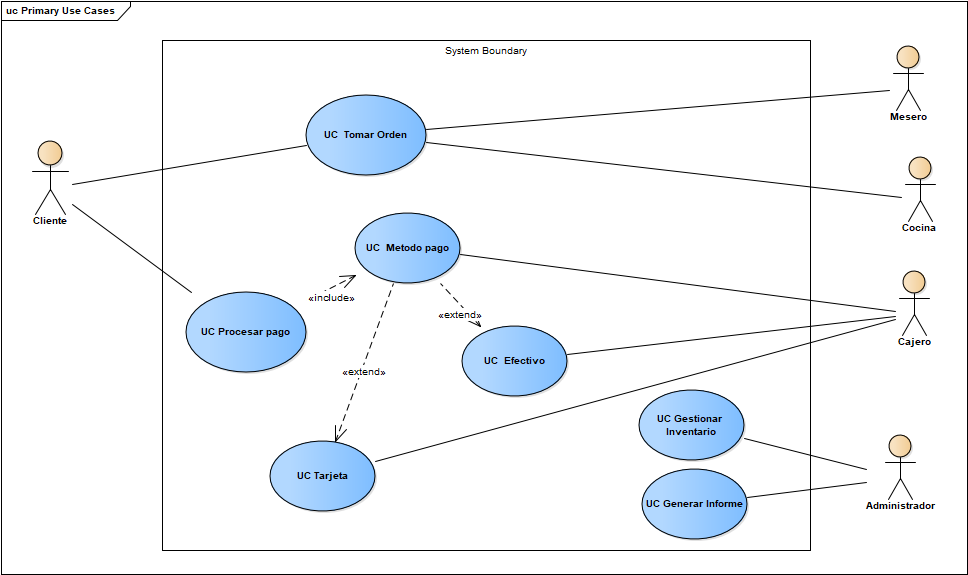 uc Primary Use Cases
System Boundary
Mesero
UC  Tomar Orden
Cliente
Cocina
UC  Metodo pago
«include»
«extend»
UC Procesar pago
Cajero
UC  Efectivo
«extend»
UC Gestionar
Inventario
UC Tarjeta
UC Generar Informe
Administrador